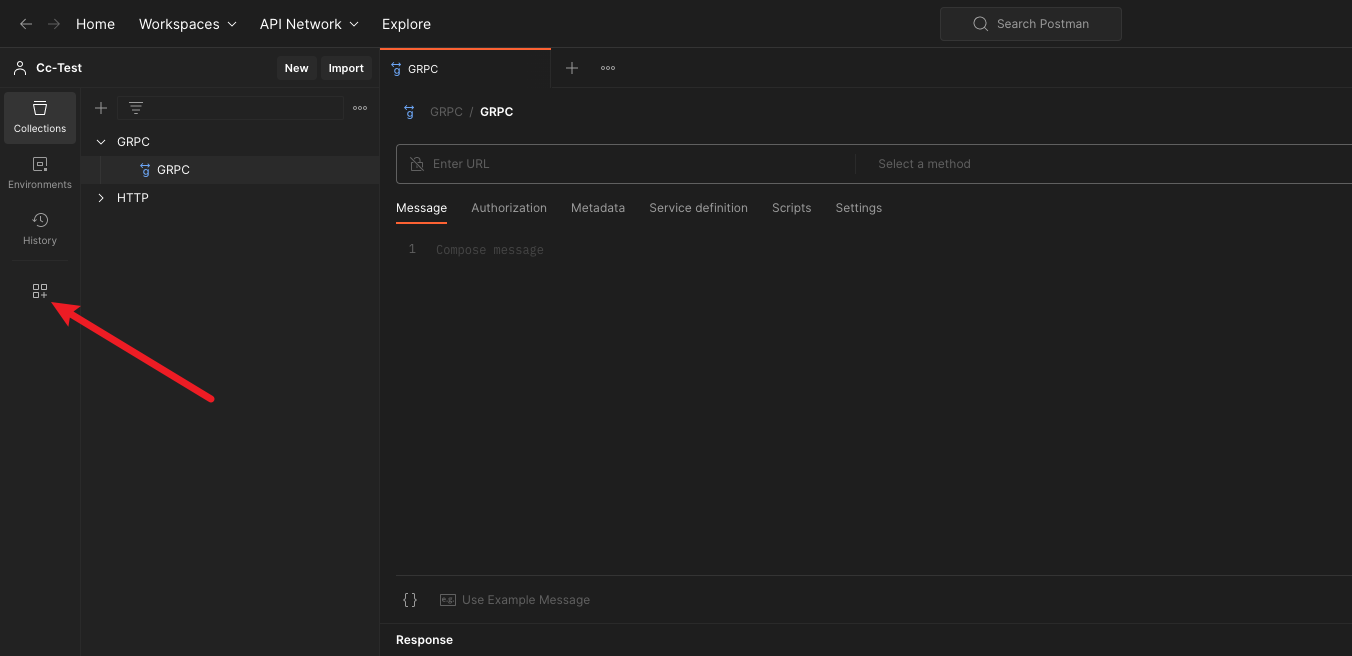 Home Workspaces API Network Explore Search Postman
Cc-Test New Import GRPC
Collections
GRPC / GRPC
GRPC
Enter URL Select a method
GRPC
Environments
HTTP
Message Authorization Metadata Service definition Scripts Settings
History
1 Compose message
{} e.g. Use Example Message
Response